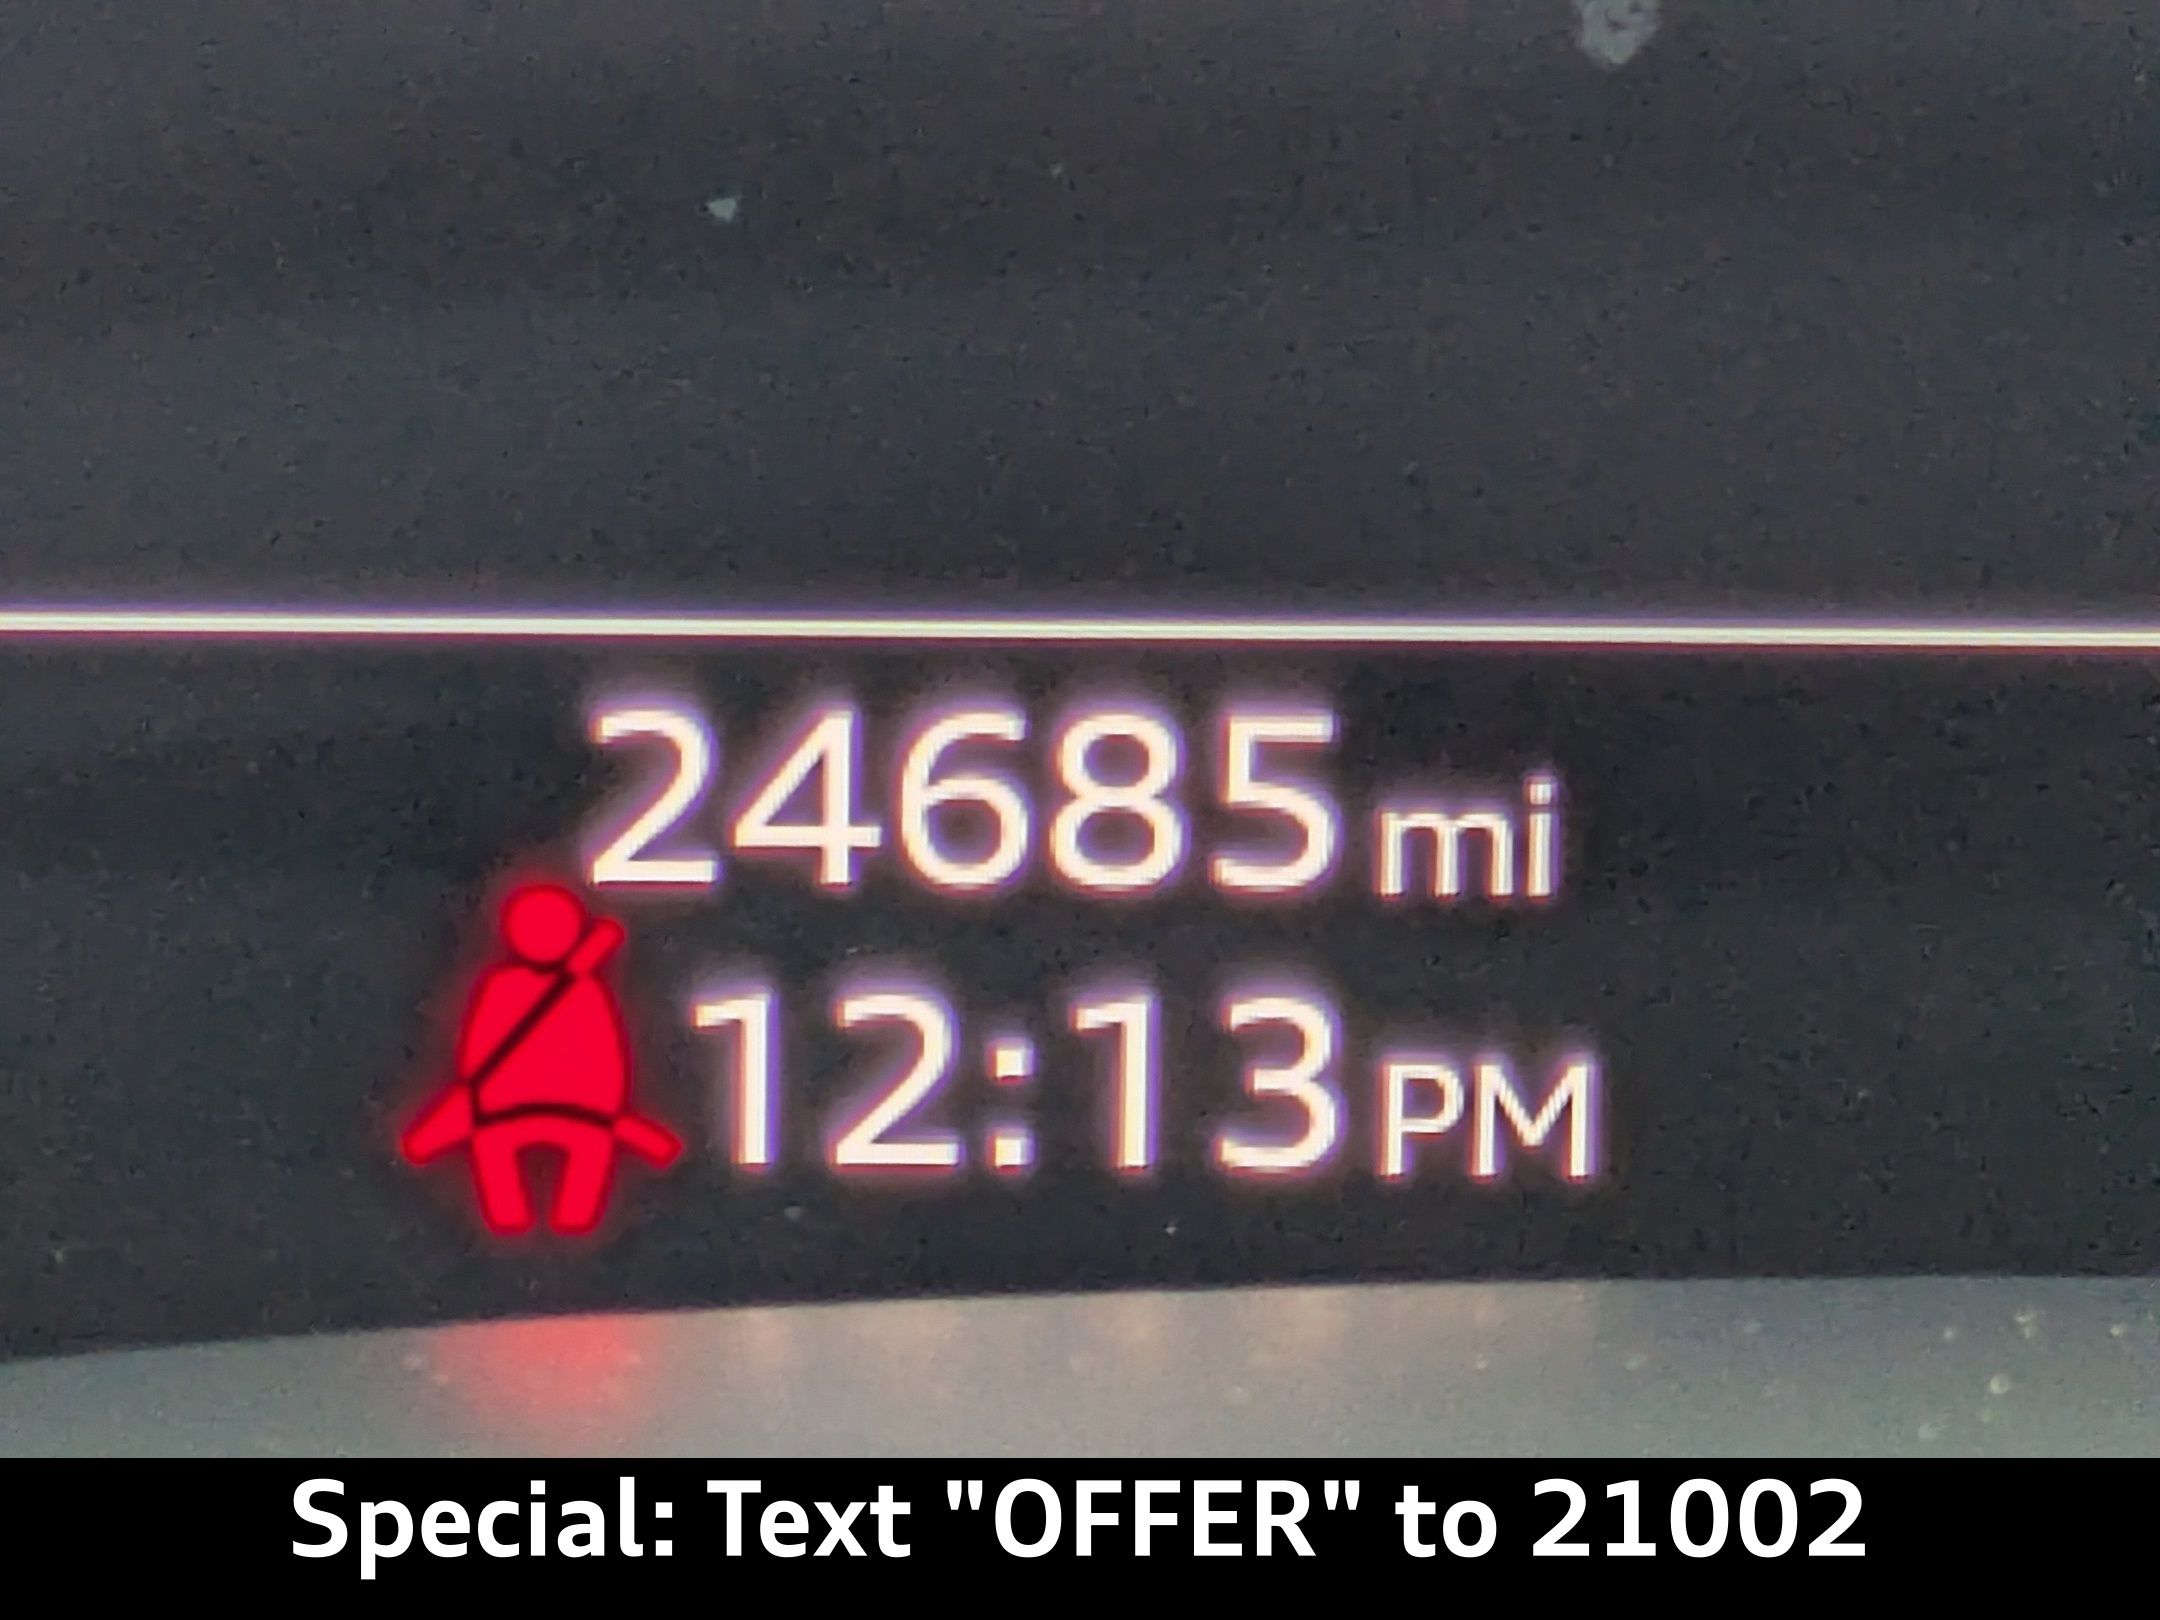 24685 mi
12:13 PM
Special: Text "OFFER" to 21002